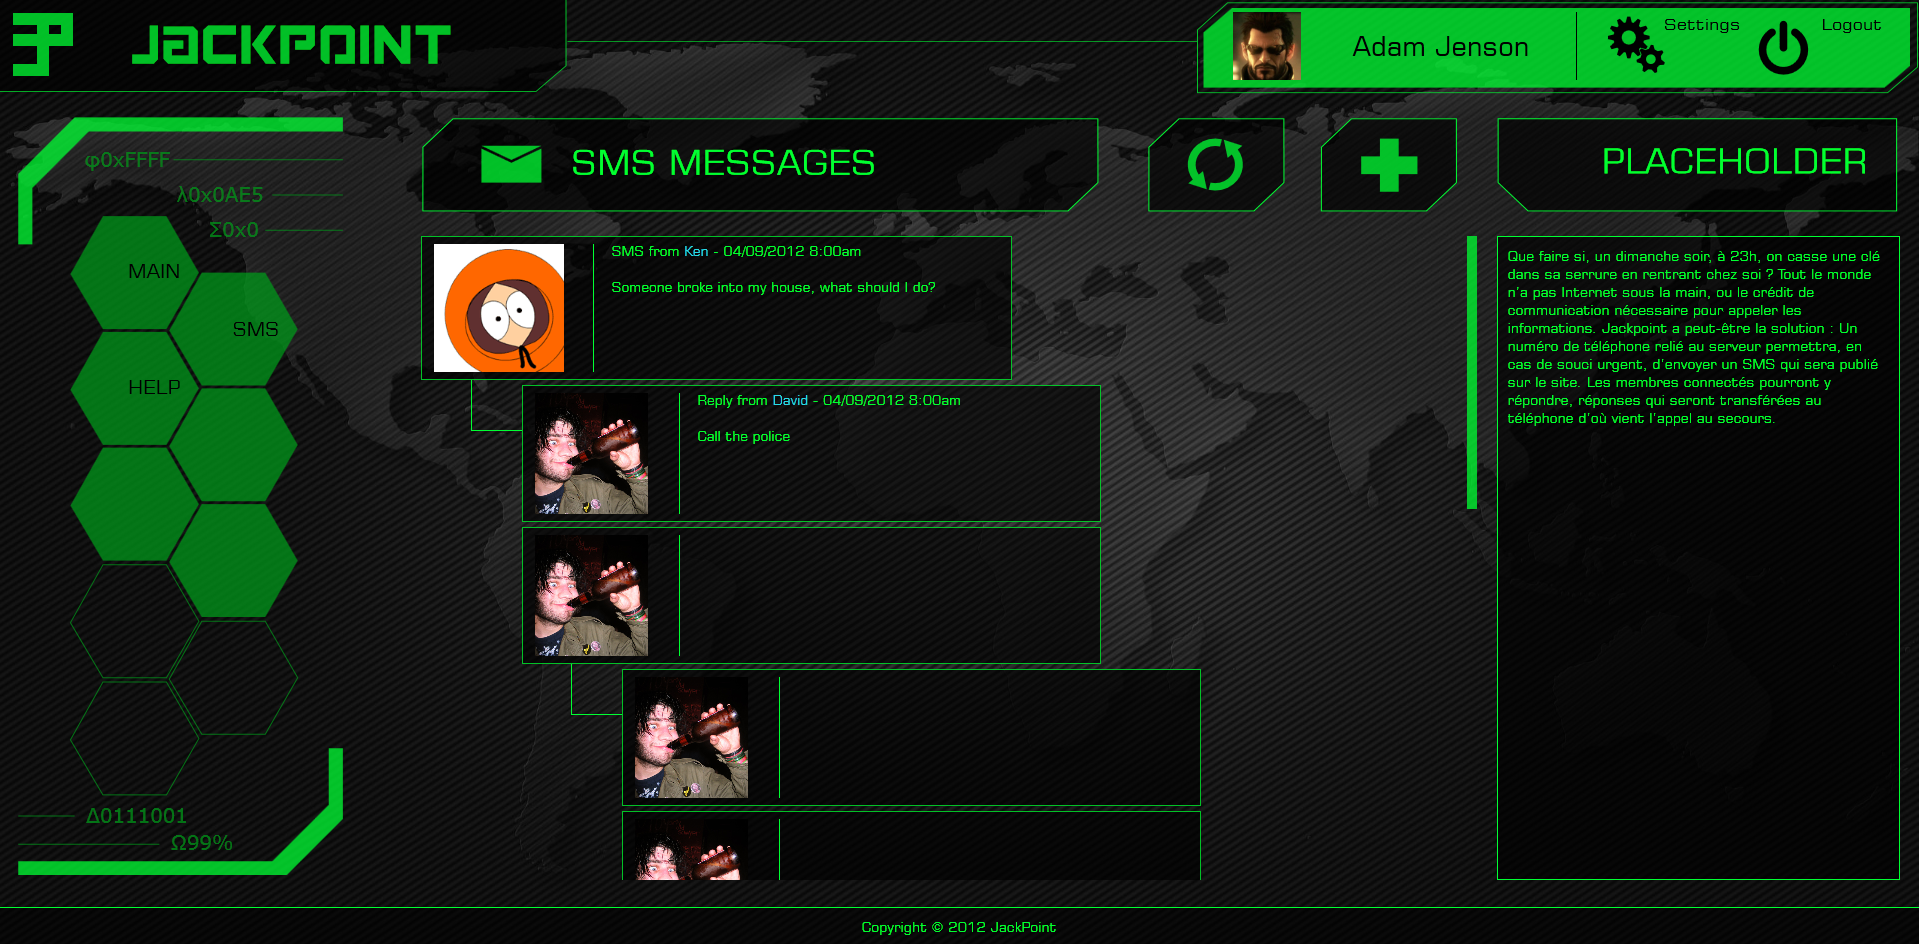 JACKPOINT
Adam Jenson
Settings
Logout
φ0xFFFF
λ0x0AE5
Σ0x0
MAIN
SMS
HELP
Δ0111001
Ω99%
SMS MESSAGES
SMS from Ken - 04/09/2012 8:00am
Someone broke into my house, what should I do?
Reply from David - 04/09/2012 8:00am
Call the police
PLACEHOLDER
Que faire si, un dimanche soir, à 23h, on casse une clé
dans sa serrure en rentrant chez soi ? Tout le monde
n'a pas Internet sous la main, ou le crédit de
communication nécessaire pour appeler les
informations. Jackpoint a peut-être la solution : Un
numéro de téléphone relié au serveur permettra, en
cas de souci urgent, d'envoyer un SMS qui sera publié
sur le site. Les membres connectés pourront y
répondre, réponses qui seront transférées au
téléphone d'où vient l'appel au secours.
Copyright © 2012 JackPoint